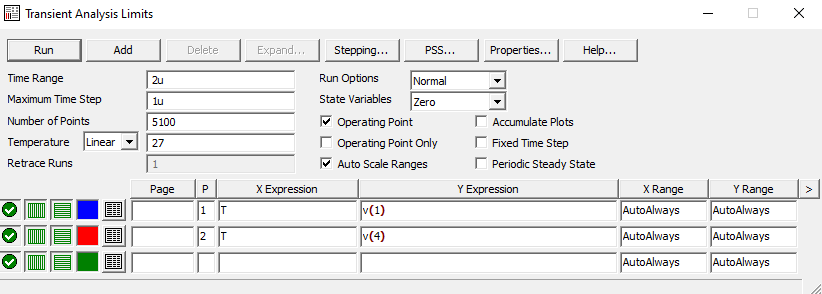 Transient Analysis Limits
Run Add Delete Expand... Stepping... PSS... Properties... Help...
Time Range 2u Run Options Normal
Maximum Time Step 1u State Variables Zero
Number of Points 5100 Operating Point Accumulate Plots
Temperature Linear 27 Operating Point Only Fixed Time Step
Retrace Runs 1 Auto Scale Ranges Periodic Steady State
Page P X Expression Y Expression X Range Y Range >
1 T v(1) AutoAlways AutoAlways
2 T v(4) AutoAlways AutoAlways
AutoAlways AutoAlways